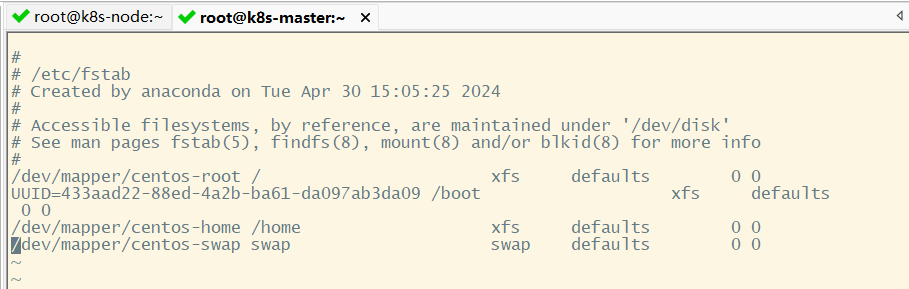 root@k8s-node:~
root@k8s-master:~
#
# /etc/fstab
# Created by anaconda on Tue Apr 30 15:05:25 2024
#
# Accessible filesystems, by reference, are maintained under '/dev/disk'
# See man pages fstab(5), findfs(8), mount(8) and/or blkid(8) for more info
#
/dev/mapper/centos-root /                       xfs     defaults        0 0
UUID=433aad22-88ed-4a2b-ba61-da097ab3da09 /boot                   xfs     defaults
 0 0
/dev/mapper/centos-home /home                   xfs     defaults        0 0
/dev/mapper/centos-swap swap                    swap    defaults        0 0
~
~